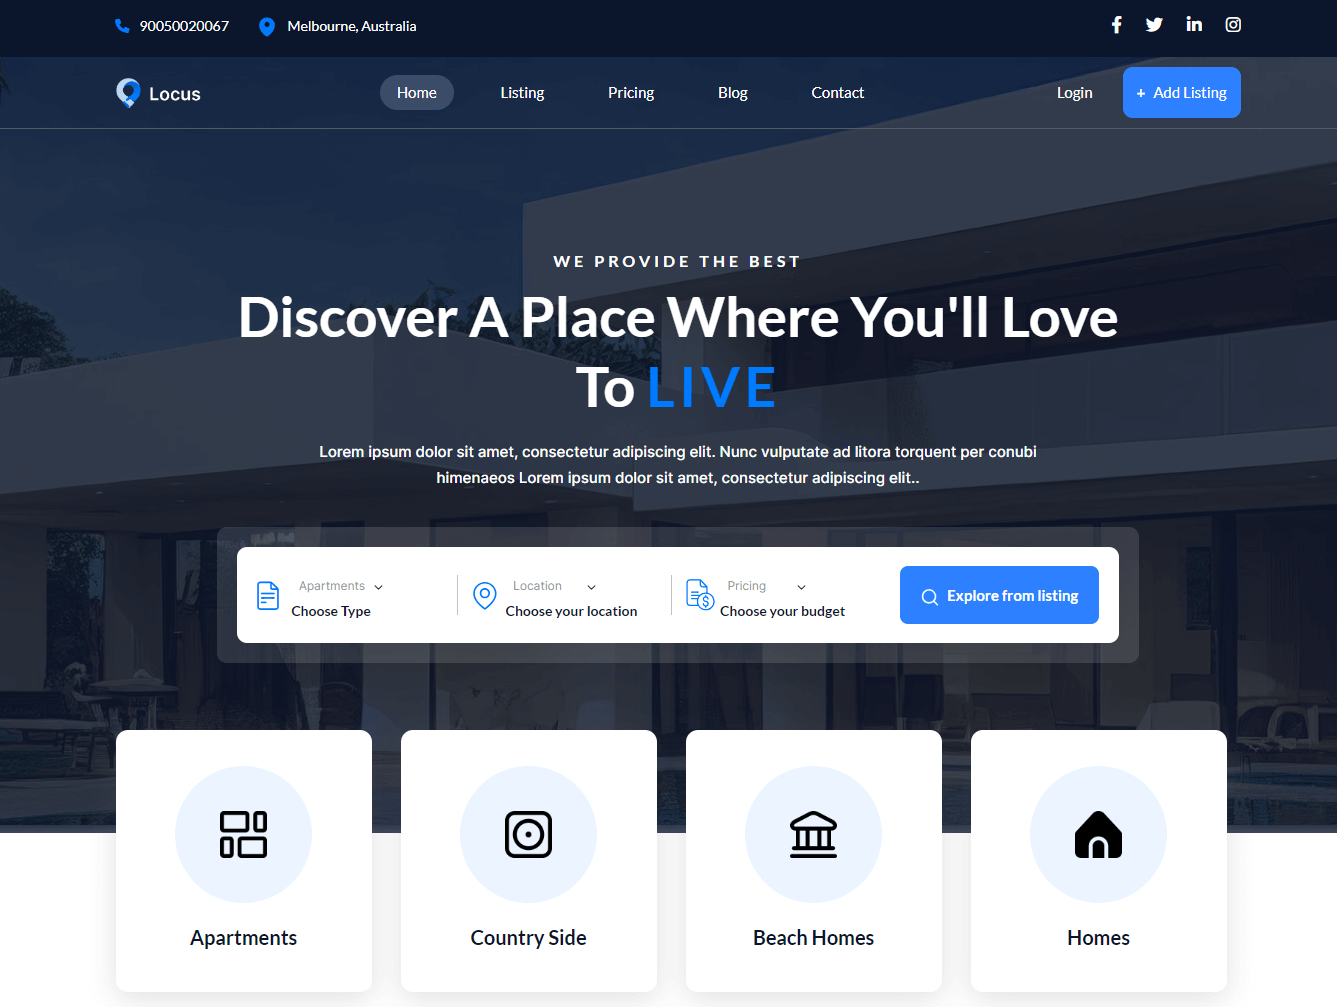 90050020067
Melbourne, Australia
Locus
Home
Listing
Pricing
Blog
Contact
Login
+ Add Listing
WE PROVIDE THE BEST
Discover A Place Where You'll Love
To LIVE
Lorem ipsum dolor sit amet, consectetur adipiscing elit. Nunc vulputate ad litora torquent per conubi
himenaeos Lorem ipsum dolor sit amet, consectetur adipiscing elit..
Apartments
Choose Type
Location
Choose your location
Pricing
Choose your budget
Explore from listing
Apartments
Country Side
Beach Homes
Homes